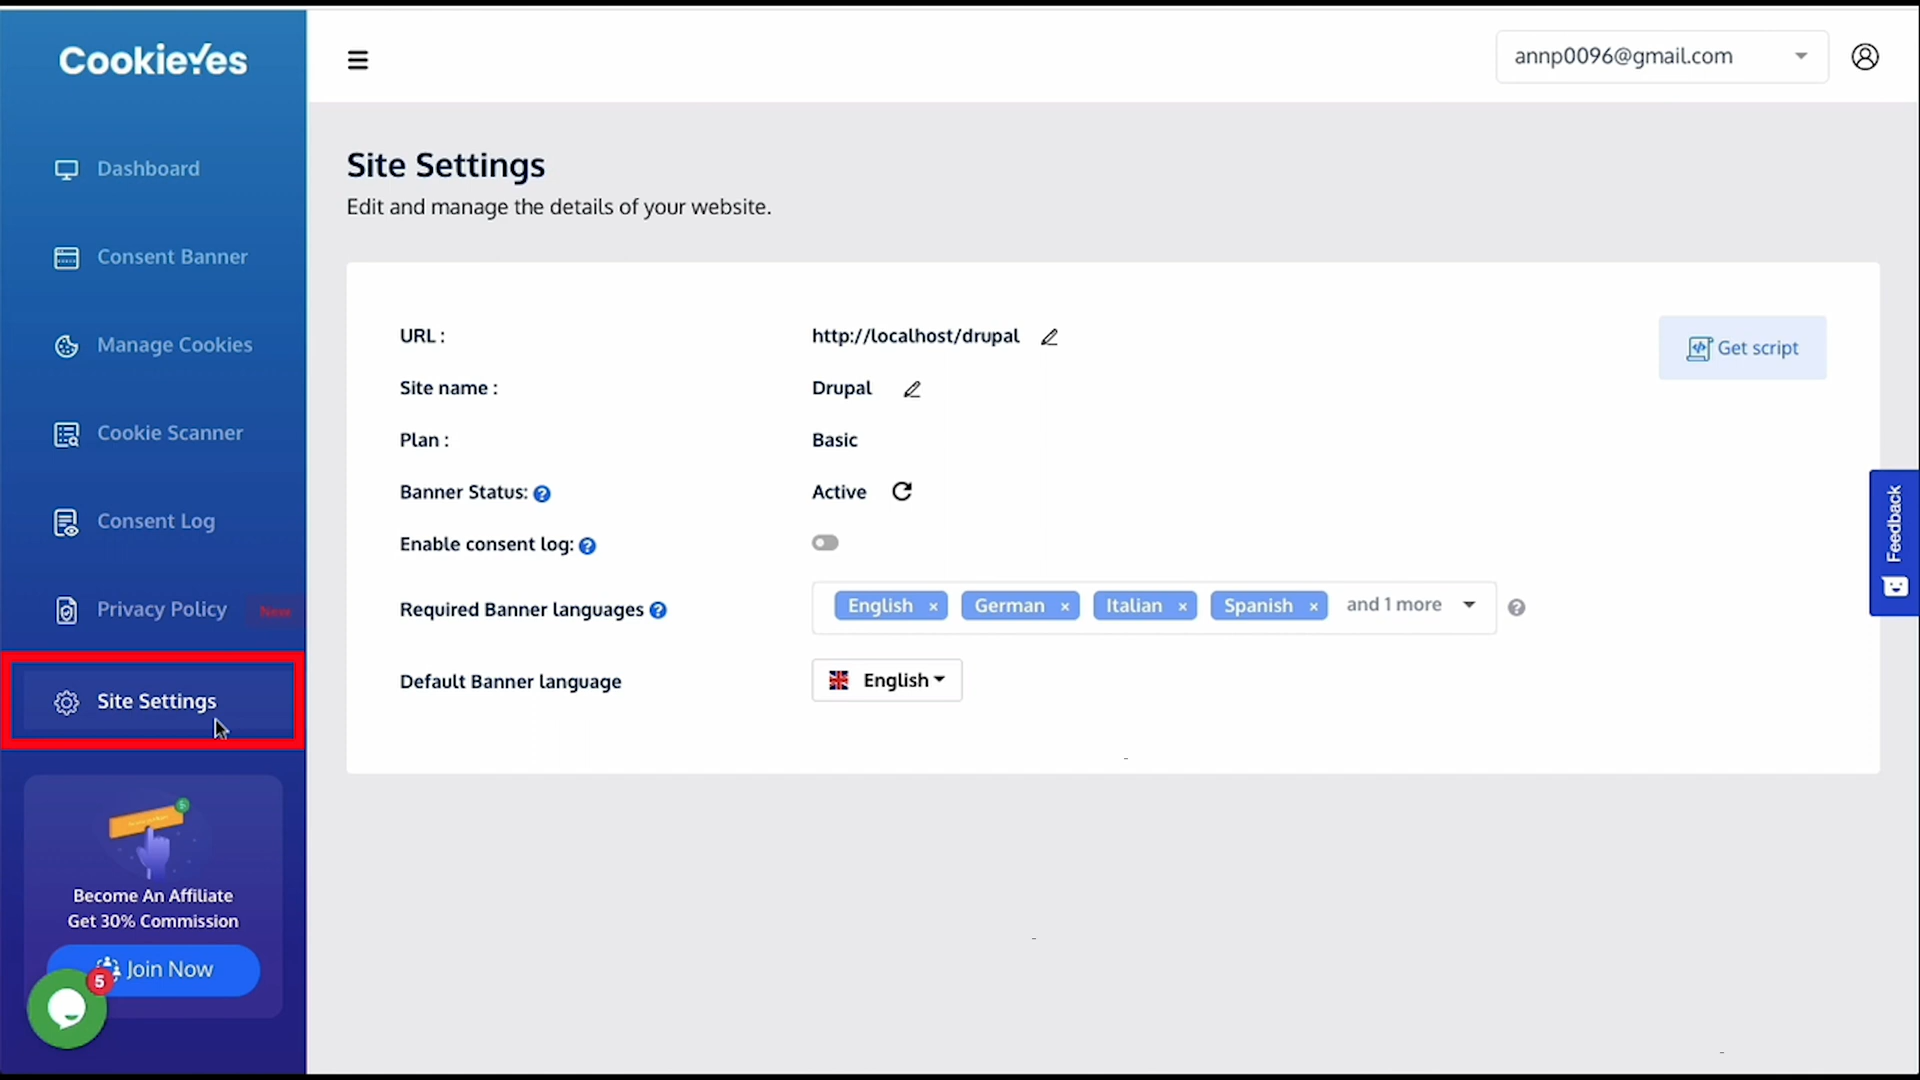 CookieYes
annp0096@gmail.com
Dashboard
Consent Banner
Manage Cookies
Cookie Scanner
Consent Log
Privacy Policy New
Site Settings
Become An Affiliate
Get 30% Commission
Join Now
5
Site Settings
Edit and manage the details of your website.
URL : http://localhost/drupal
Get script
Site name : Drupal
Plan : Basic
Banner Status: ? Active
Enable consent log: ?
Required Banner languages ? English × German × Italian × Spanish × and 1 more ?
Default Banner language English
Feedback